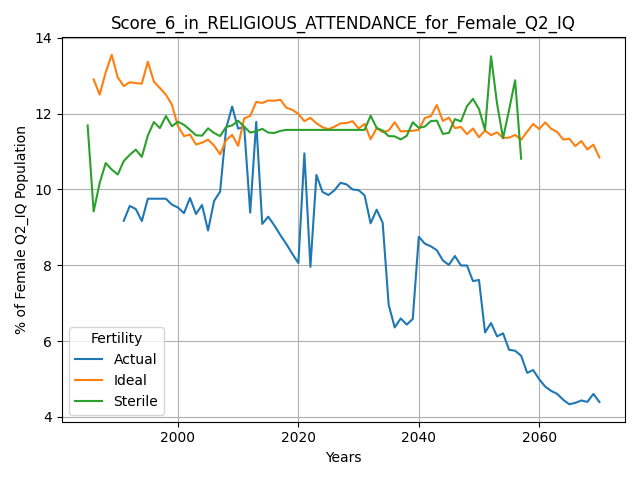 Score_6_in_RELIGIOUS_ATTENDANCE_for_Female_Q2_IQ
% of Female Q2_IQ Population
14
12
10
8
6
4
Fertility
Actual
Ideal
Sterile
2000
2020
2040
2060
Years